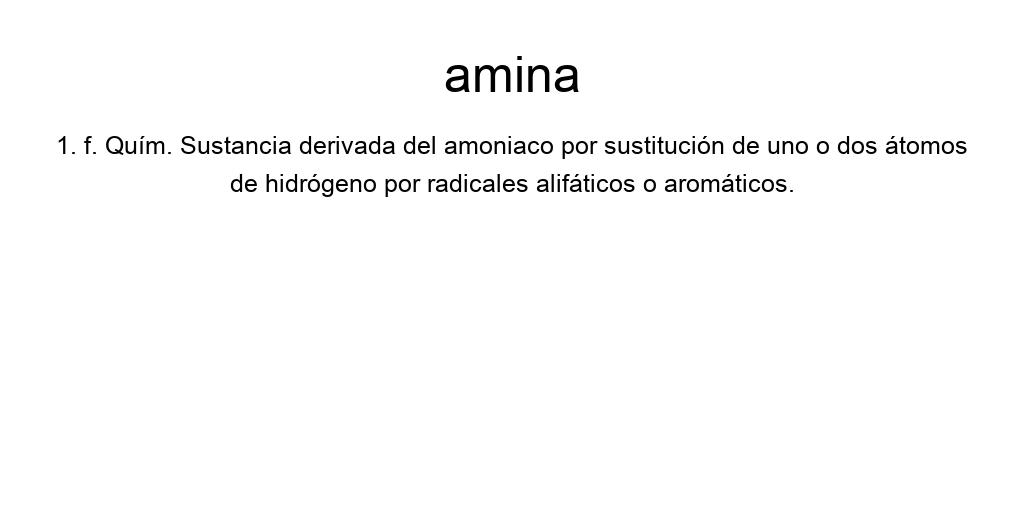 amina
1. f. Quím. Sustancia derivada del amoniaco por sustitución de uno o dos átomos
de hidrógeno por radicales alifáticos o aromáticos.